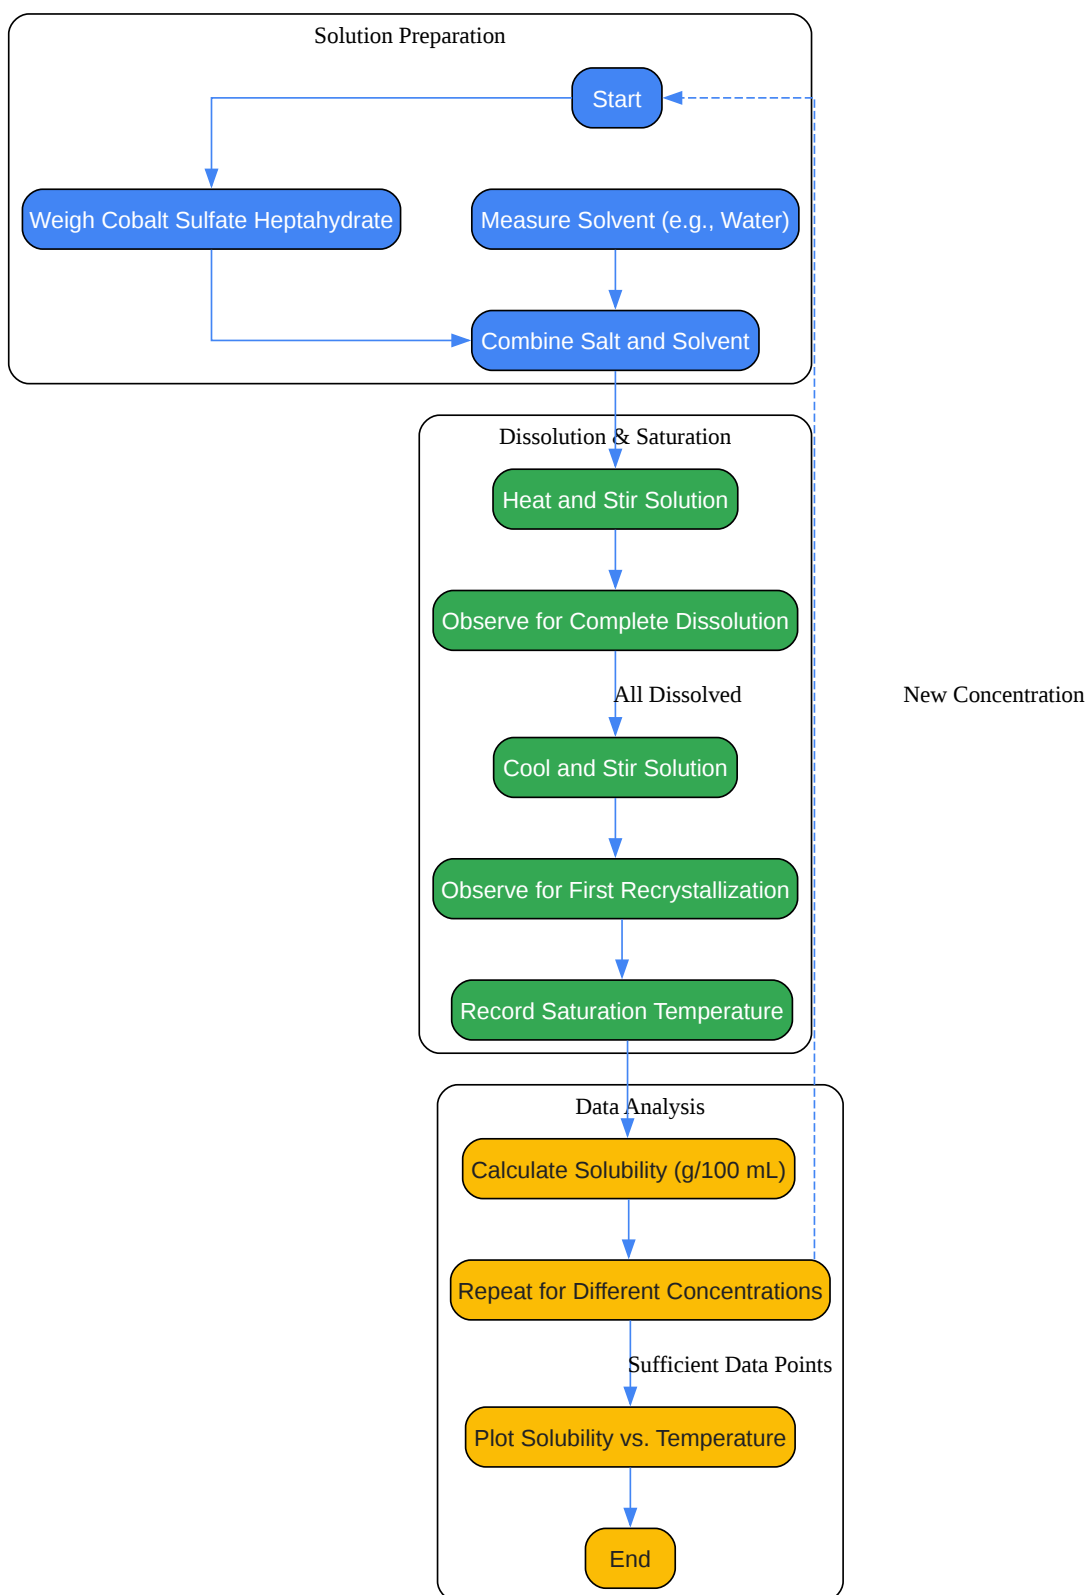 Solution Preparation
Start
Weigh Cobalt Sulfate Heptahydrate
Measure Solvent (e.g., Water)
Combine Salt and Solvent
Dissolution & Saturation
Heat and Stir Solution
Observe for Complete Dissolution
All Dissolved
New Concentration
Cool and Stir Solution
Observe for First Recrystallization
Record Saturation Temperature
Data Analysis
Calculate Solubility (g/100 mL)
Repeat for Different Concentrations
Sufficient Data Points
Plot Solubility vs. Temperature
End